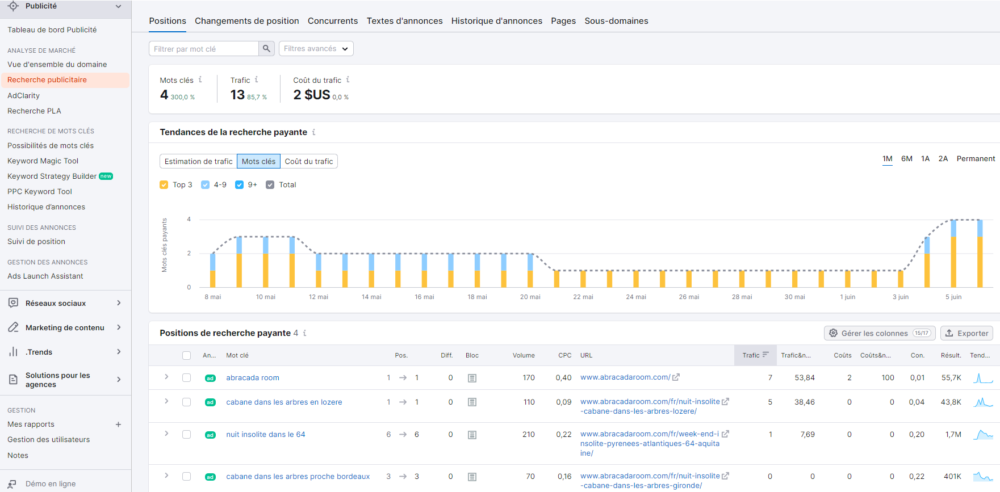 Publicité
Tableau de bord Publicité
ANALYSE DE MARCHÉ
Vue d'ensemble du domaine
Recherche publicitaire
AdClarity
Recherche PLA
RECHERCHE DE MOTS CLÉS
Possibilités de mots clés
Keyword Magic Tool
Keyword Strategy Builder new
PPC Keyword Tool
Historique d’annonces
SUIVI DES ANNONCES
Suivi de position
GESTION DES ANNONCES
Ads Launch Assistant
Réseaux sociaux
Marketing de contenu
.Trends
Solutions pour les
agences
GESTION
Mes rapports +
Gestion des utilisateurs
Notes
Démo en ligne
Positions Changements de position Concurrents Textes d'annonces Historique d'annonces Pages Sous-domaines
Filtrer par mot clé Filtres avancés
Mots clés i Trafic i Coût du trafic i
4 300,0 % 13 85,7 % 2 $US 0,0 %
Tendances de la recherche payante i
Estimation de trafic Mots clés Coût du trafic 1M 6M 1A 2A Permanent
Top 3 4-9 9+ Total
Mots clés payants
4
2
0
8 mai 10 mai 12 mai 14 mai 16 mai 18 mai 20 mai 22 mai 24 mai 26 mai 28 mai 30 mai 1 juin 3 juin 5 juin
Positions de recherche payante 4 i Gérer les colonnes 15/17 Exporter
An... Mot clé Pos. Diff. Bloc Volume CPC URL Trafic Trafic&n... Coûts Coûts&n... Con. Résult. Tend...
ad abracada room 1 → 1 0 170 0,40 www.abracadaroom.com/ 7 53,84 2 100 0,01 55,7K
ad cabane dans les arbres en lozere 1 → 1 0 110 0,09 www.abracadaroom.com/fr/nuit-insolite 5 38,46 0 0 0,04 43,8K
-cabane-dans-les-arbres-lozere/
ad nuit insolite dans le 64 6 → 6 0 210 0,22 www.abracadaroom.com/fr/week-end-i 1 7,69 0 0 0,20 1,7M
nsolite-pyrenees-atlantiques-64-aquita
ine/
ad cabane dans les arbres proche bordeaux 3 → 3 0 70 0,16 www.abracadaroom.com/fr/nuit-insolite 0 0 0 0 0,22 401K
-cabane-dans-les-arbres-gironde/